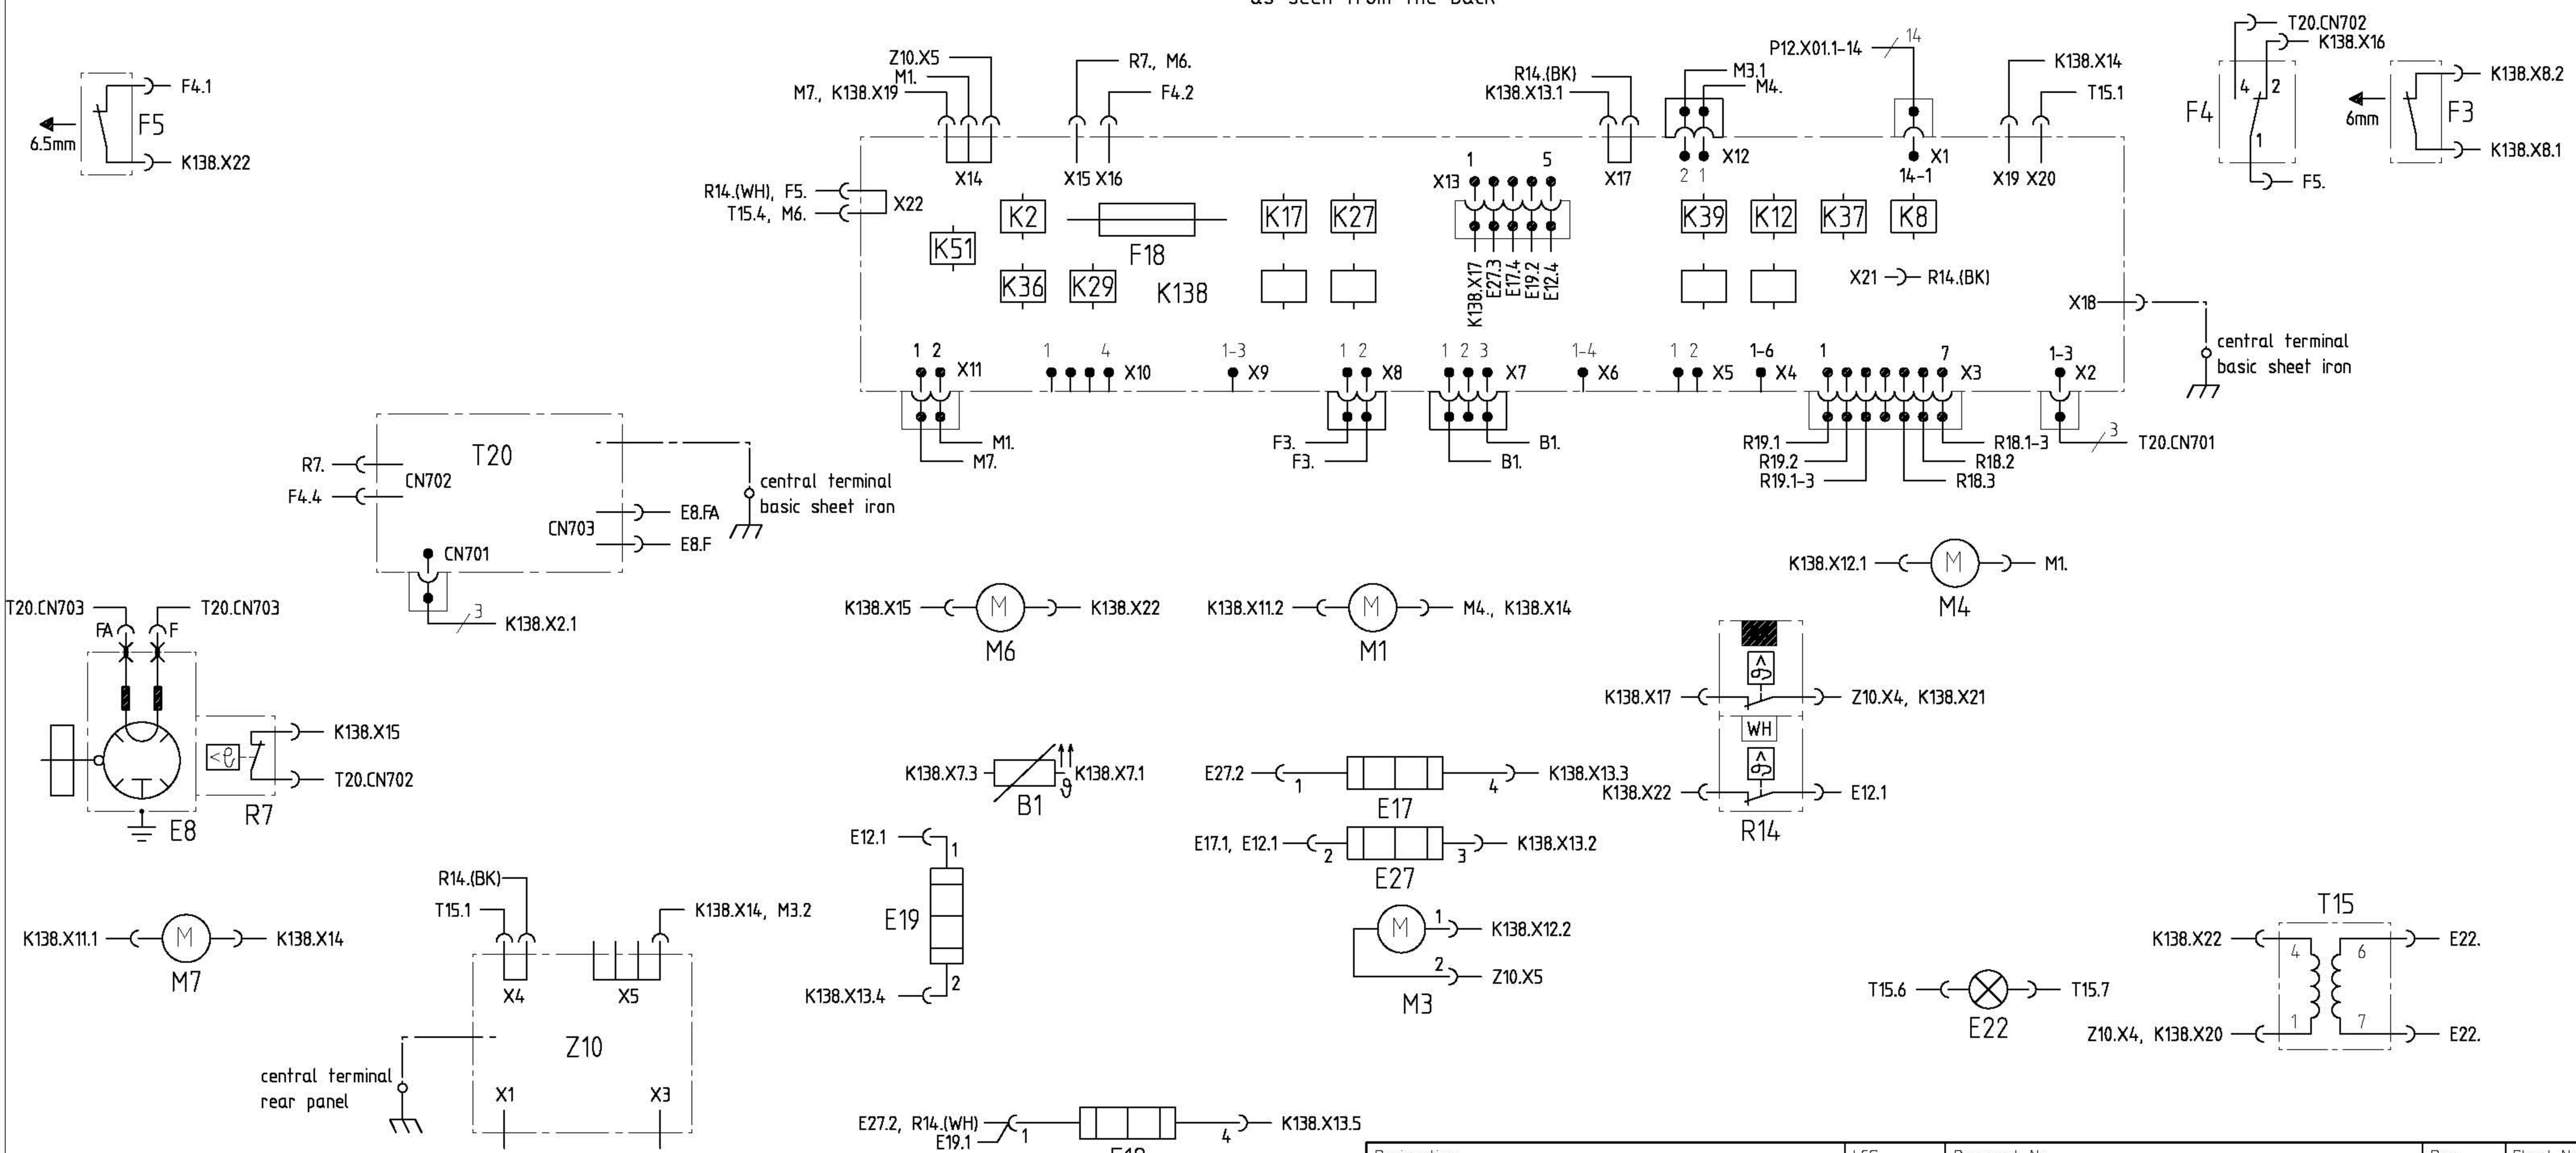 as seen from the back
F4.1
F5
6.5mm
K138.X22
Z10.X5
M1.
M7., K138.X19
R7., M6.
F4.2
R14.(BK)
K138.X13.1
M3.1
M4.
P12.X01.1-14
14
K138.X14
T15.1
T20.CN702
K138.X16
F4
4
2
1
F5.
K138.X8.2
F3
6mm
K138.X8.1
X14
X15 X16
X17
X12
2 1
X1
14-1
X19 X20
R14.(WH), F5.
T15.4, M6.
X22
X13
1
5
K51
K2
F18
K17
K27
K39
K12
K37
K8
K36
K29
K138
K138.X17
E27.3
E17.4
E19.2
E12.4
X21
R14.(BK)
X18
central terminal
basic sheet iron
1 2
X11
1
4
X10
1-3
X9
1 2
X8
1 2 3
X7
1-4
X6
1 2
X5
1-6
X4
1
7
X3
1-3
X2
M1.
M7.
F3.
F3.
B1.
B1.
R19.1
R19.2
R19.1-3
R18.1-3
R18.2
R18.3
3
T20.CN701
T20
R7.
F4.4
CN702
CN703
E8.FA
E8.F
CN701
3
K138.X2.1
central terminal
basic sheet iron
T20.CN703
T20.CN703
FA
F
K138.X15
T20.CN702
R7
E8
K138.X15
M
K138.X22
M6
K138.X11.2
M
M4., K138.X14
M1
K138.X12.1
M
M1.
M4
K138.X17
Z10.X4, K138.X21
WH
K138.X22
E12.1
R14
K138.X7.3
K138.X7.1
B1
ϑ
E27.2
1
4
K138.X13.3
E17
E17.1, E12.1
2
3
K138.X13.2
E27
E12.1
1
E19
2
K138.X13.4
M
1
K138.X12.2
2
Z10.X5
M3
K138.X11.1
M
K138.X14
M7
R14.(BK)
T15.1
K138.X14, M3.2
X4
X5
Z10
central terminal
rear panel
X1
X3
T15.6
T15.7
E22
T15
K138.X22
4
6
E22.
Z10.X4, K138.X20
1
7
E22.
E27.2, R14.(WH)
E19.1
1
4
K138.X13.5